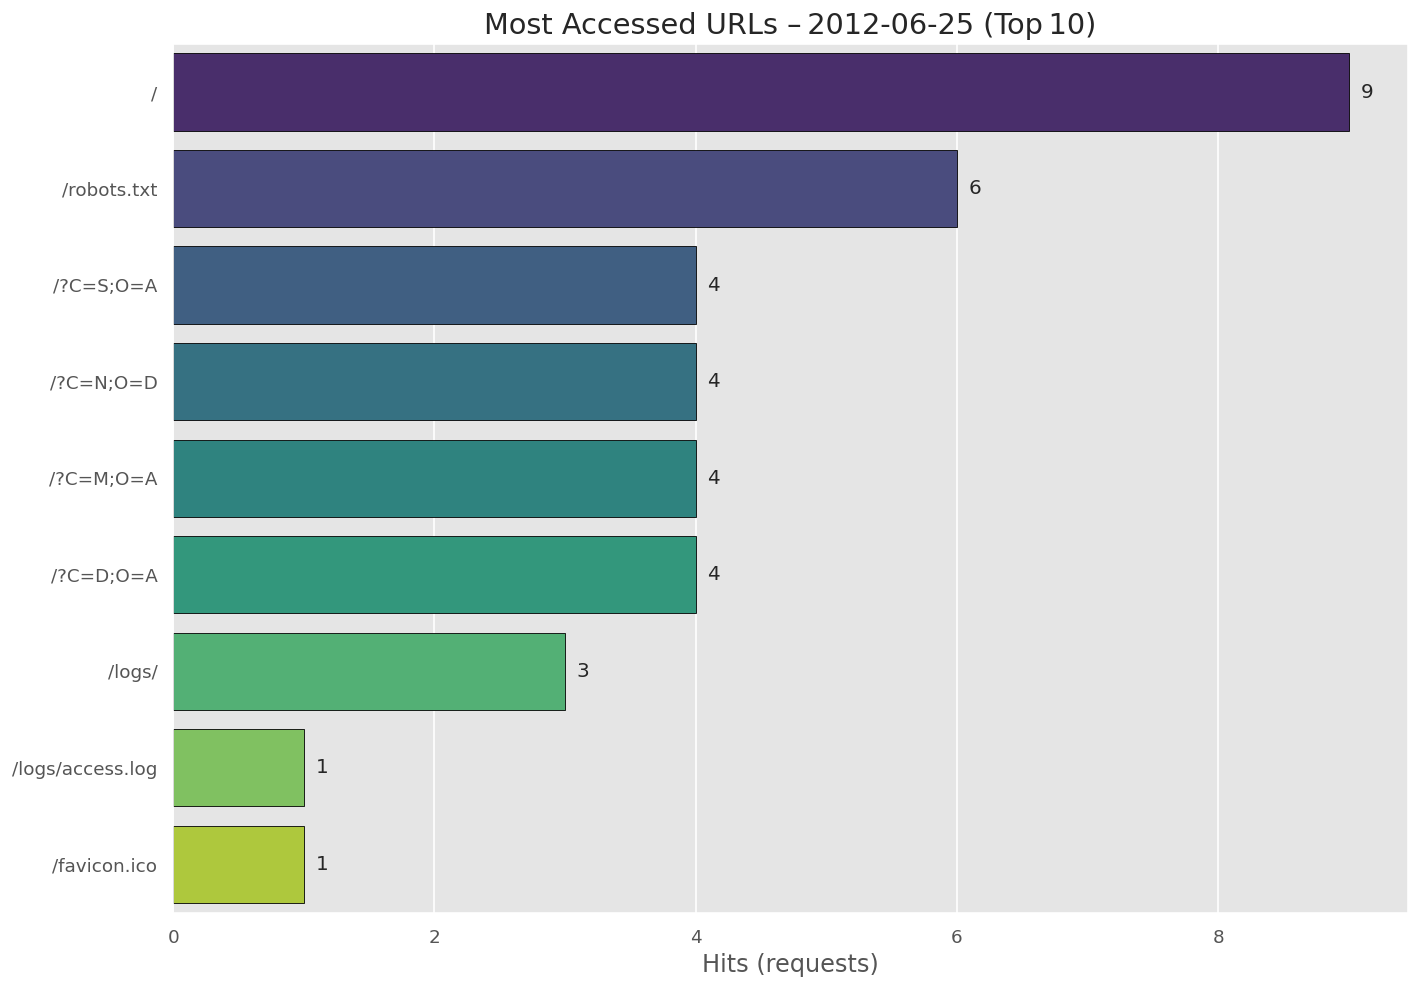 Most Accessed URLs – 2012-06-25 (Top 10)
/ 9
/robots.txt 6
/?C=S;O=A 4
/?C=N;O=D 4
/?C=M;O=A 4
/?C=D;O=A 4
/logs/ 3
/logs/access.log 1
/favicon.ico 1
0 2 4 6 8
Hits (requests)